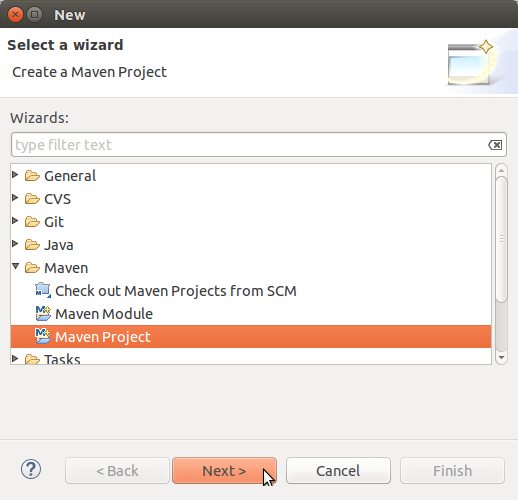 New
Select a wizard
Create a Maven Project
Wizards:
type filter text
General
CVS
Git
Java
Maven
Check out Maven Projects from SCM
Maven Module
Maven Project
Tasks
? < Back Next > Cancel Finish